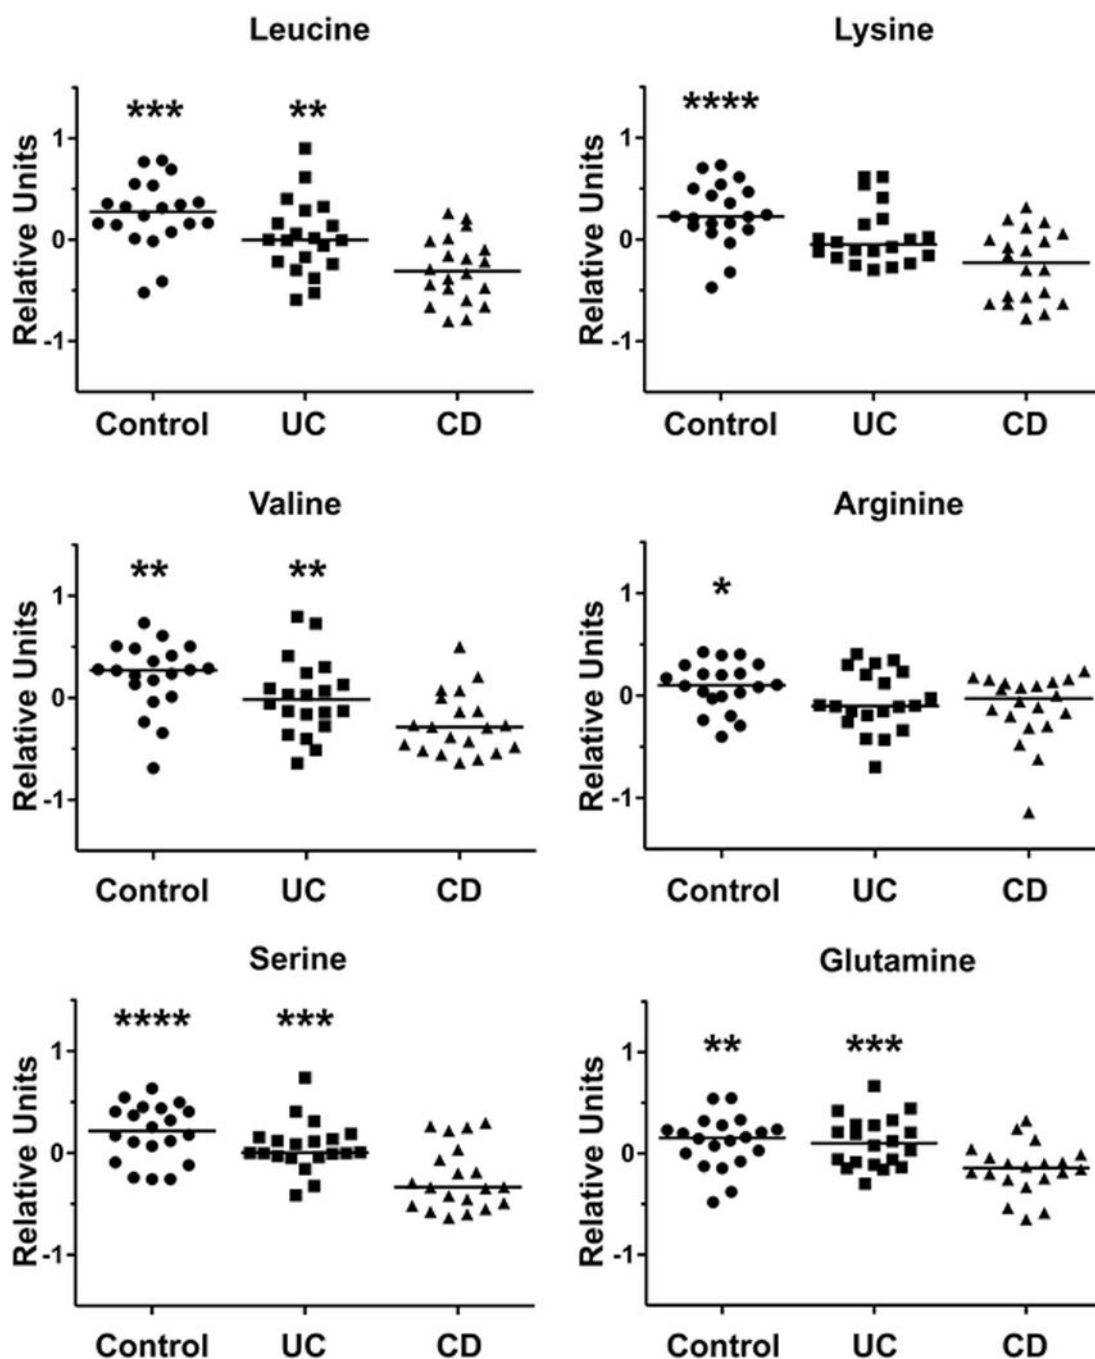 Leucine
Relative Units
1
0
-1
***
**
Control UC CD
Lysine
Relative Units
1
0
-1
****
Control UC CD
Valine
Relative Units
1
0
-1
**
**
Control UC CD
Arginine
Relative Units
1
0
-1
*
Control UC CD
Serine
Relative Units
1
0
-1
****
***
Control UC CD
Glutamine
Relative Units
1
0
-1
**
***
Control UC CD